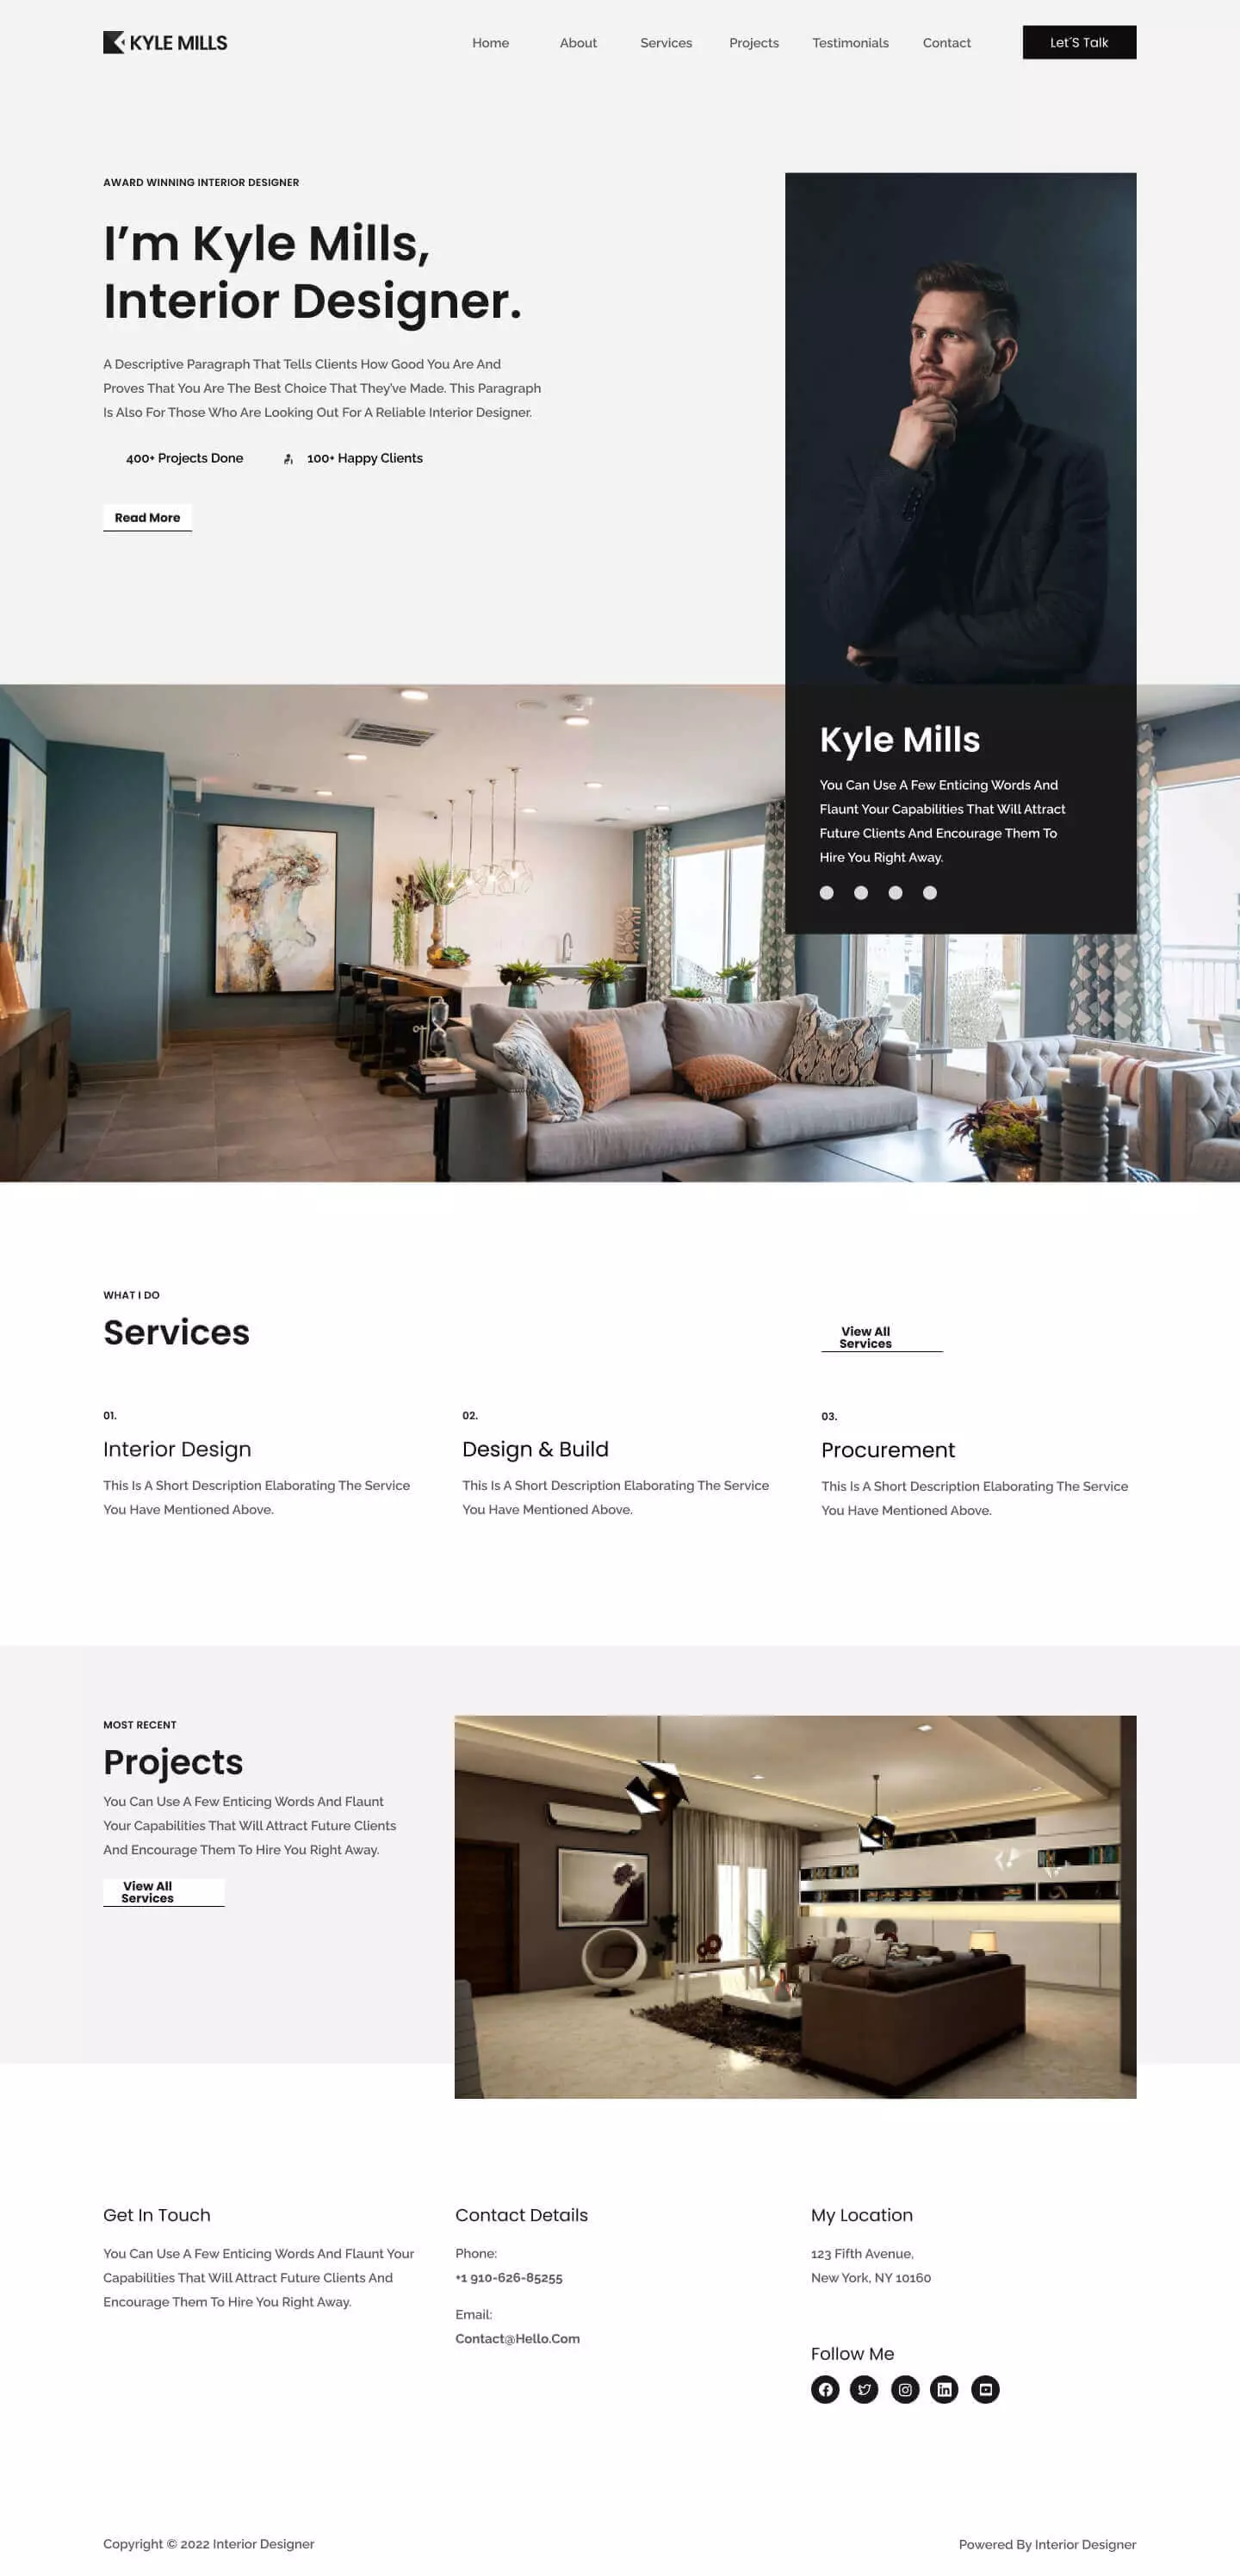 KYLE MILLS
Home
About
Services
Projects
Testimonials
Contact
Let´S Talk
AWARD WINNING INTERIOR DESIGNER
I’m Kyle Mills,
Interior Designer.
A Descriptive Paragraph That Tells Clients How Good You Are And
Proves That You Are The Best Choice That They’ve Made. This Paragraph
Is Also For Those Who Are Looking Out For A Reliable Interior Designer.
400+ Projects Done
100+ Happy Clients
Read More
Kyle Mills
You Can Use A Few Enticing Words And
Flaunt Your Capabilities That Will Attract
Future Clients And Encourage Them To
Hire You Right Away.
WHAT I DO
Services
View All
Services
01.
Interior Design
This Is A Short Description Elaborating The Service
You Have Mentioned Above.
02.
Design & Build
This Is A Short Description Elaborating The Service
You Have Mentioned Above.
03.
Procurement
This Is A Short Description Elaborating The Service
You Have Mentioned Above.
MOST RECENT
Projects
You Can Use A Few Enticing Words And Flaunt
Your Capabilities That Will Attract Future Clients
And Encourage Them To Hire You Right Away.
View All
Services
Get In Touch
You Can Use A Few Enticing Words And Flaunt Your
Capabilities That Will Attract Future Clients And
Encourage Them To Hire You Right Away.
Contact Details
Phone:
+1 910-626-85255
Email:
Contact@Hello.Com
My Location
123 Fifth Avenue,
New York, NY 10160
Follow Me
Copyright © 2022 Interior Designer
Powered By Interior Designer